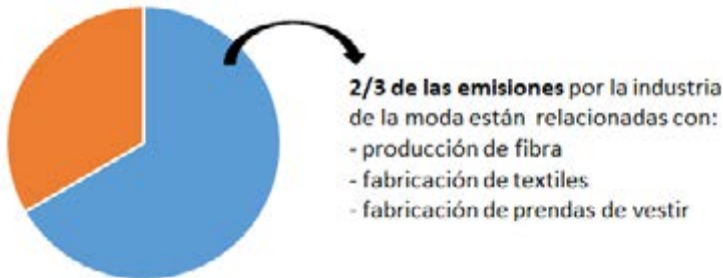 2/3 de las emisiones por la industria
de la moda están relacionadas con:
- producción de fibra
- fabricación de textiles
- fabricación de prendas de vestir